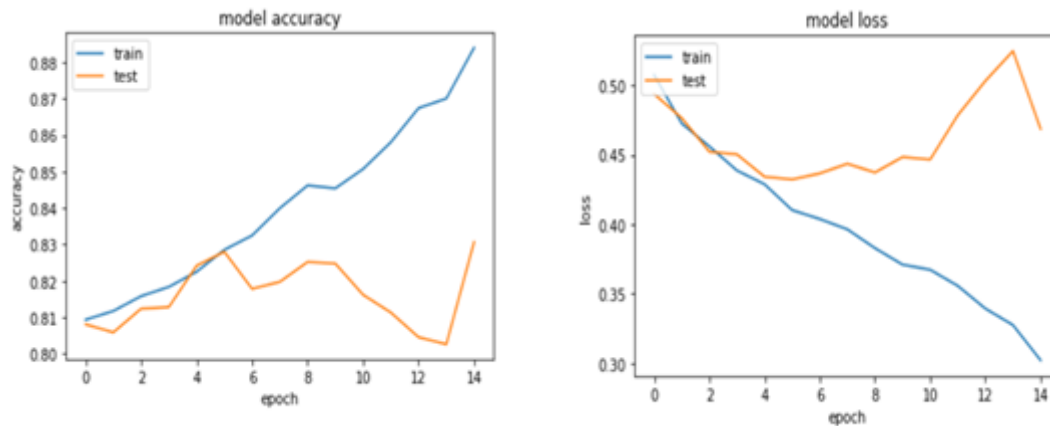 model accuracy
train
test
0.88
0.87
0.86
0.85
0.84
0.83
0.82
0.81
0.80
accuracy
0 2 4 6 8 10 12 14
epoch
model loss
train
test
0.50
0.45
0.40
0.35
0.30
loss
0 2 4 6 8 10 12 14
epoch